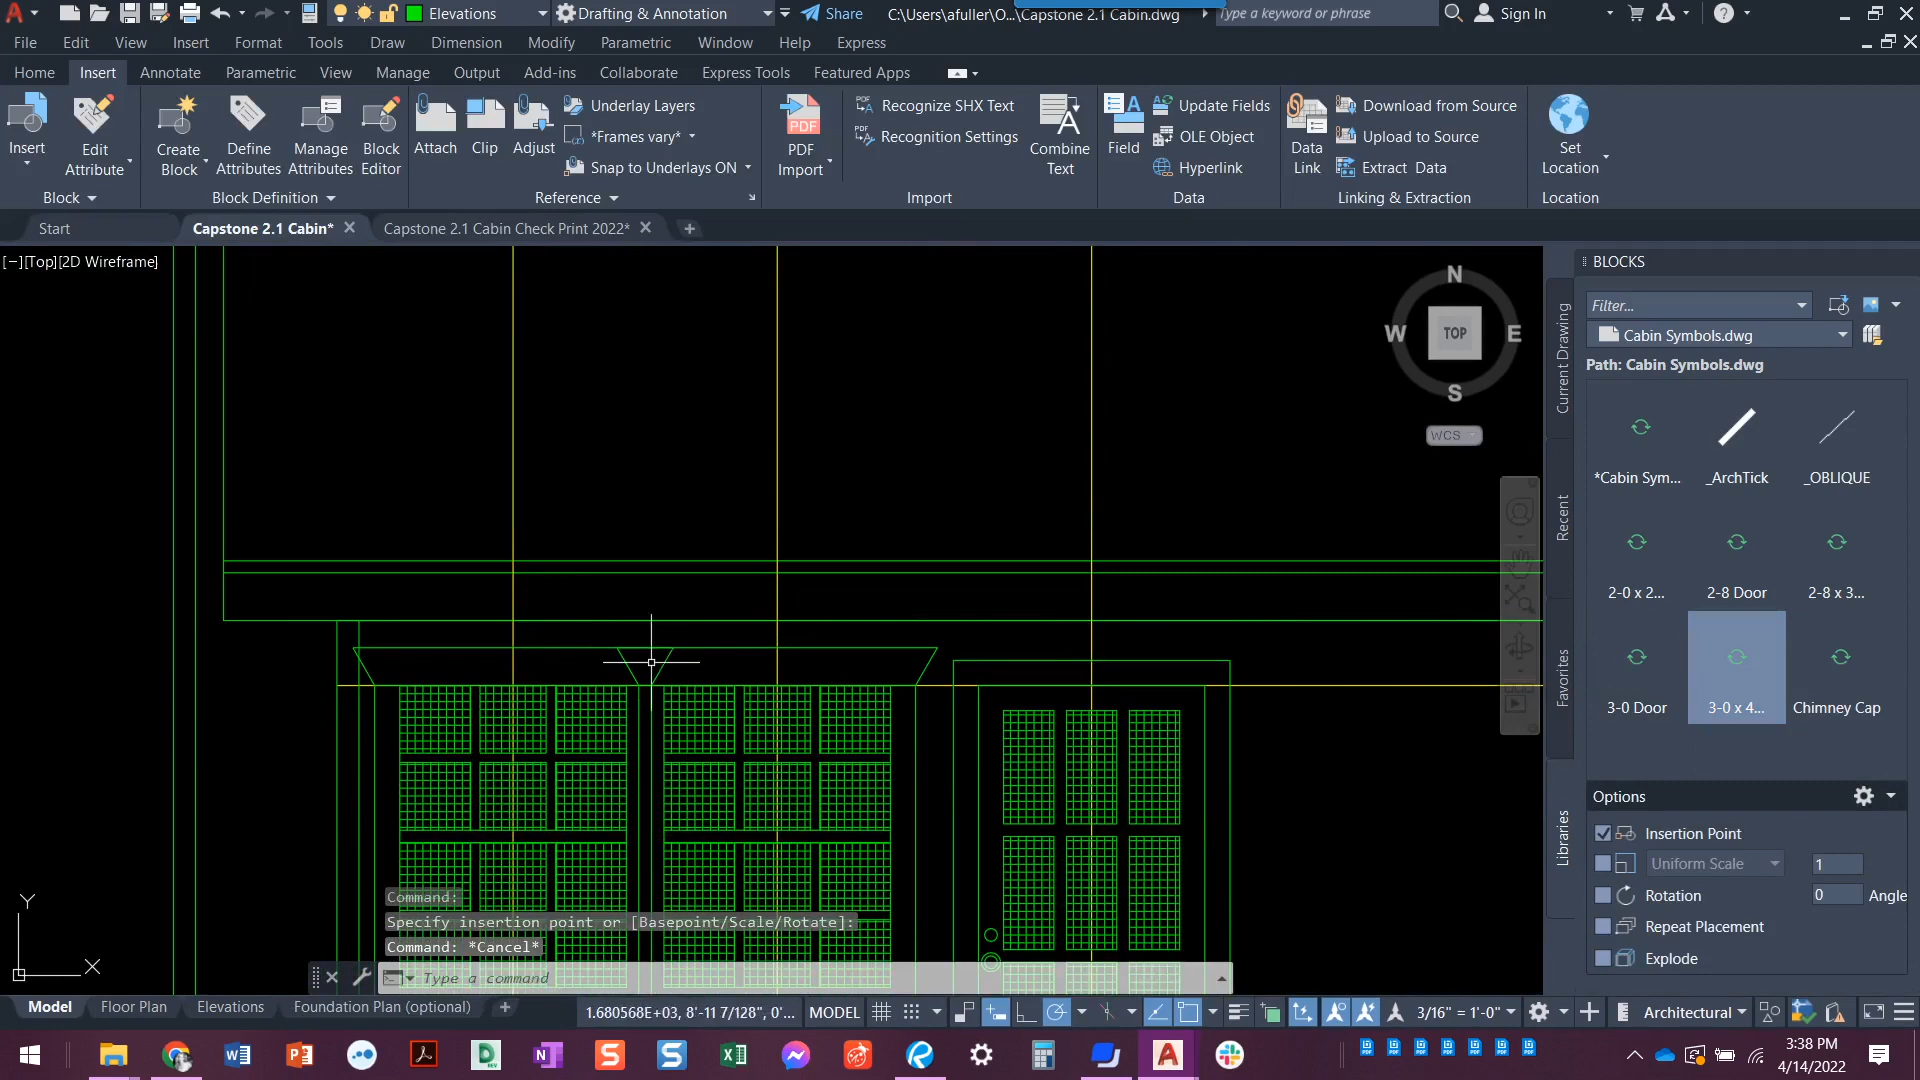 Elevations
Drafting & Annotation
Share
C:\Users\afuller\O...\Capstone 2.1 Cabin.dwg
Type a keyword or phrase
Sign In
File Edit View Insert Format Tools Draw Dimension Modify Parametric Window Help Express
Home Insert Annotate Parametric View Manage Output Add-ins Collaborate Express Tools Featured Apps
Insert
Edit
Attribute
Block
Create
Block
Define
Attributes
Manage
Attributes
Block
Editor
Block Definition
Attach
Clip
Adjust
Underlay Layers
*Frames vary*
Snap to Underlays ON
Reference
PDF
PDF
Import
Recognize SHX Text
Recognition Settings
Combine
Text
Import
Field
Update Fields
OLE Object
Hyperlink
Data
Data
Link
Download from Source
Upload to Source
Extract Data
Linking & Extraction
Set
Location
Location
Start
Capstone 2.1 Cabin*
Capstone 2.1 Cabin Check Print 2022*
[−][Top][2D Wireframe]
N
W
TOP
E
S
WCS
Y
X
Command:
Specify insertion point or [Basepoint/Scale/Rotate]:
Command: *Cancel*
Type a command
BLOCKS
Filter...
Cabin Symbols.dwg
Path: Cabin Symbols.dwg
Current Drawing
Recent
Favorites
Libraries
*Cabin Sym... _ArchTick _OBLIQUE
2-0 x 2... 2-8 Door 2-8 x 3...
3-0 Door 3-0 x 4... Chimney Cap
Options
Insertion Point
Uniform Scale 1
Rotation 0 Angle
Repeat Placement
Explode
Model Floor Plan Elevations Foundation Plan (optional)
1.680568E+03, 8'-11 7/128", 0'...
MODEL
3/16" = 1'-0"
Architectural
3:38 PM
4/14/2022